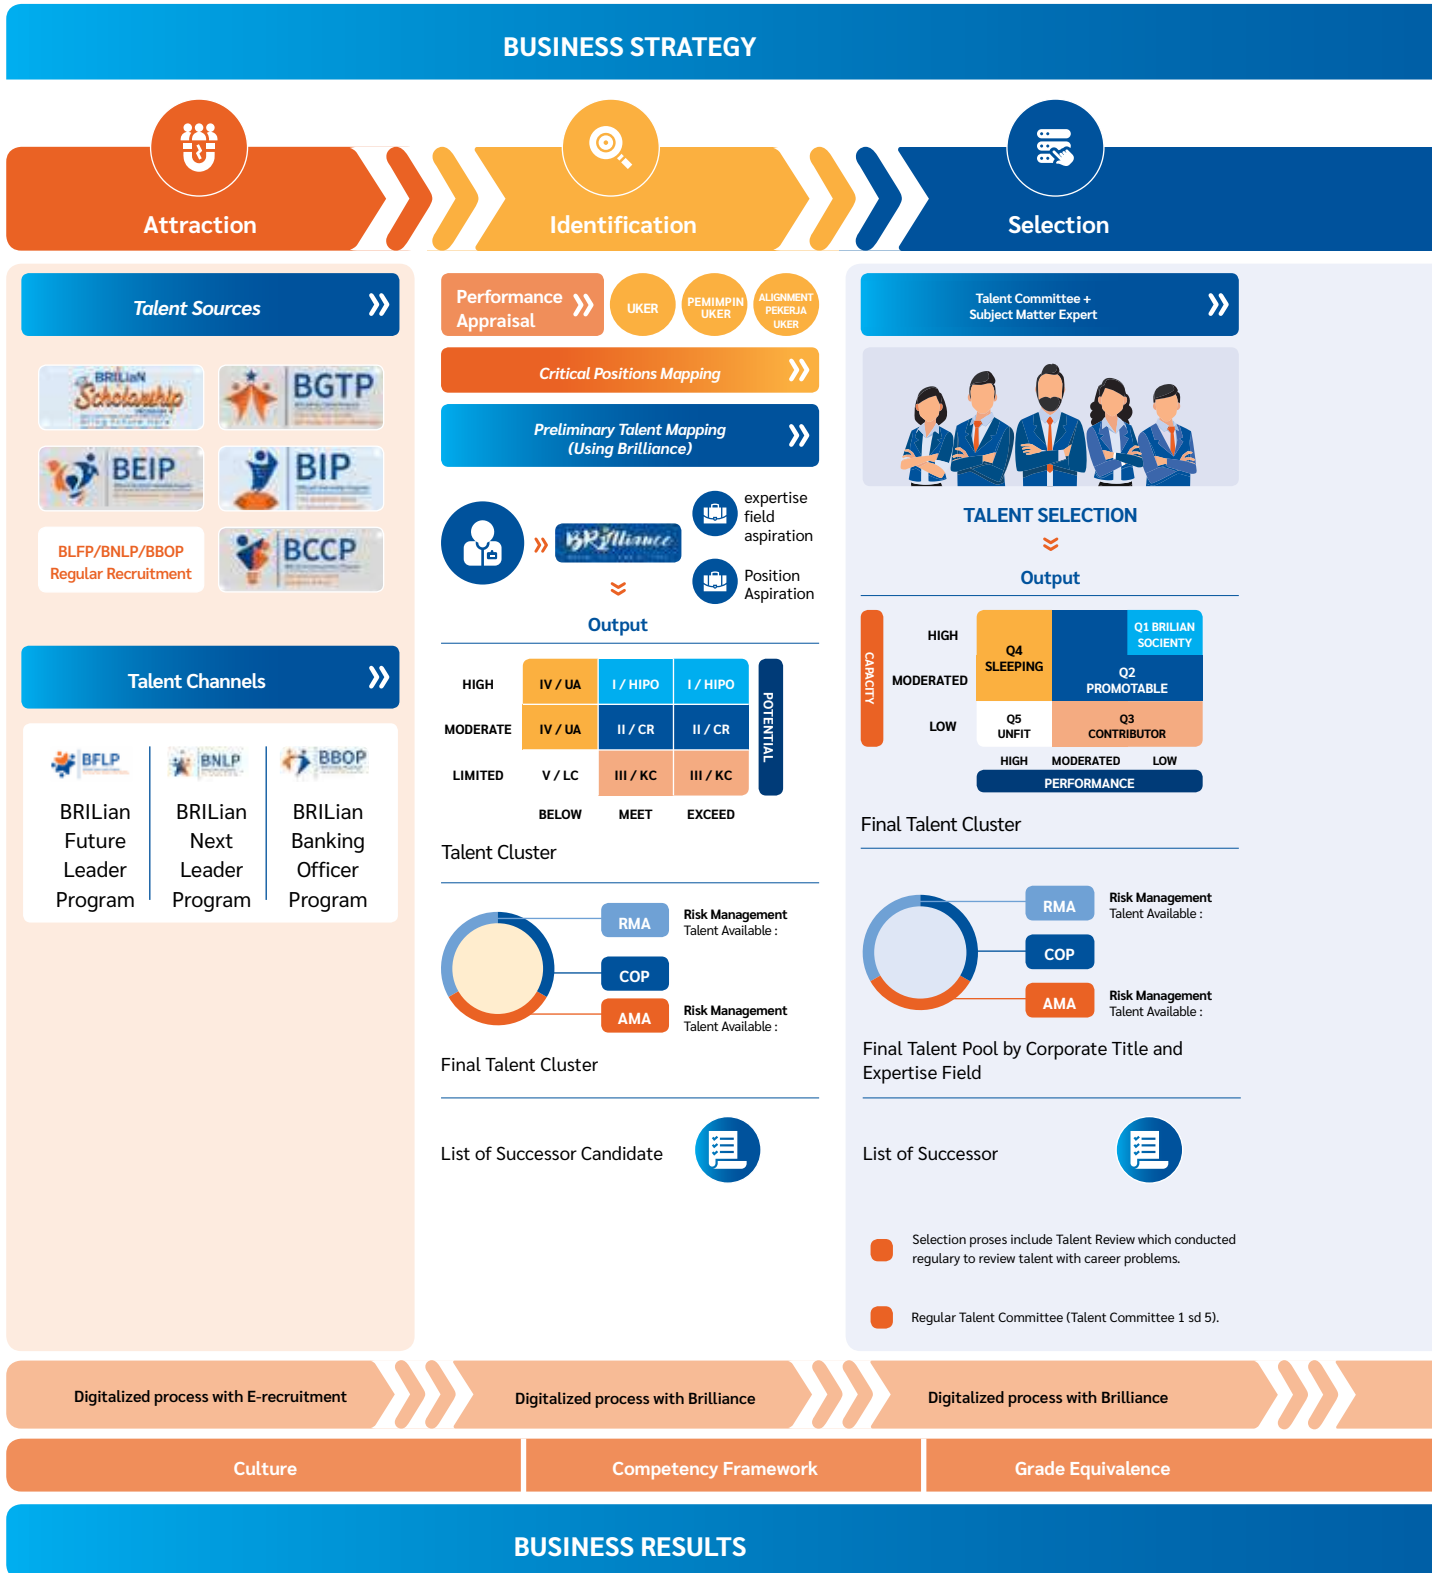 BUSINESS STRATEGY
Attraction
Identification
Selection
Talent Sources
BRILiaN
Scholarship
BGTP
BEIP
BIP
BLFP/BNLP/BBOP
Regular Recruitment
BCCP
Talent Channels
BFLP
BRILian
Future
Leader
Program
BNLP
BRILian
Next
Leader
Program
BBOP
BRILian
Banking
Officer
Program
Performance
Appraisal
UKER
PEMIMPIN
UKER
ALIGNMENT
PEKERJA
UKER
Critical Positions Mapping
Preliminary Talent Mapping
(Using Brilliance)
BRIlliance
expertise
field
aspiration
Position
Aspiration
Output
HIGH
IV / UA
I / HIPO
I / HIPO
MODERATE
IV / UA
II / CR
II / CR
LIMITED
V / LC
III / KC
III / KC
BELOW
MEET
EXCEED
POTENTIAL
Talent Cluster
RMA
Risk Management
Talent Available :
COP
AMA
Risk Management
Talent Available :
Final Talent Cluster
List of Successor Candidate
Talent Committee +
Subject Matter Expert
TALENT SELECTION
Output
CAPACITY
HIGH
MODERATED
LOW
Q4
SLEEPING
Q1 BRILIAN
SOCIENTY
Q2
PROMOTABLE
Q5
UNFIT
Q3
CONTRIBUTOR
HIGH
MODERATED
LOW
PERFORMANCE
Final Talent Cluster
RMA
Risk Management
Talent Available :
COP
AMA
Risk Management
Talent Available :
Final Talent Pool by Corporate Title and
Expertise Field
List of Successor
Selection proses include Talent Review which conducted
regulary to review talent with career problems.
Regular Talent Committee (Talent Committee 1 sd 5).
Digitalized process with E-recruitment
Digitalized process with Brilliance
Digitalized process with Brilliance
Culture
Competency Framework
Grade Equivalence
BUSINESS RESULTS